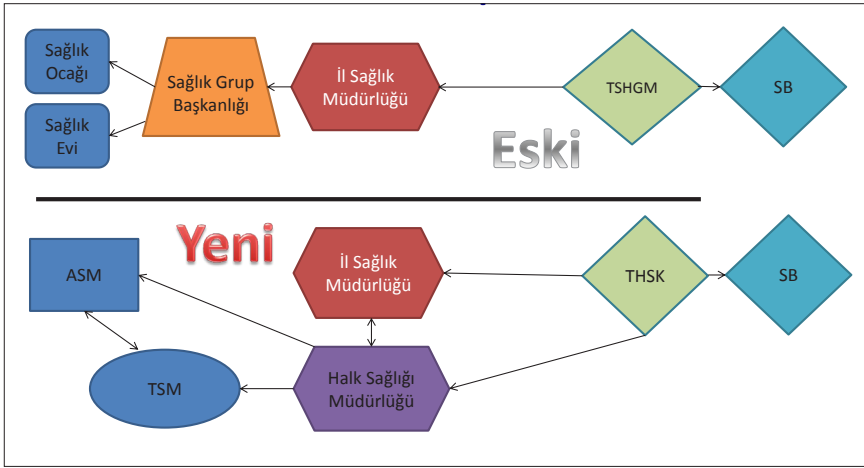 Sağlık
Ocağı
Sağlık Grup
Başkanlığı
İl Sağlık
Müdürlüğü
TSHGM
SB
Sağlık
Evi
Eski
Yeni
ASM
İl Sağlık
Müdürlüğü
THSK
SB
TSM
Halk Sağlığı
Müdürlüğü